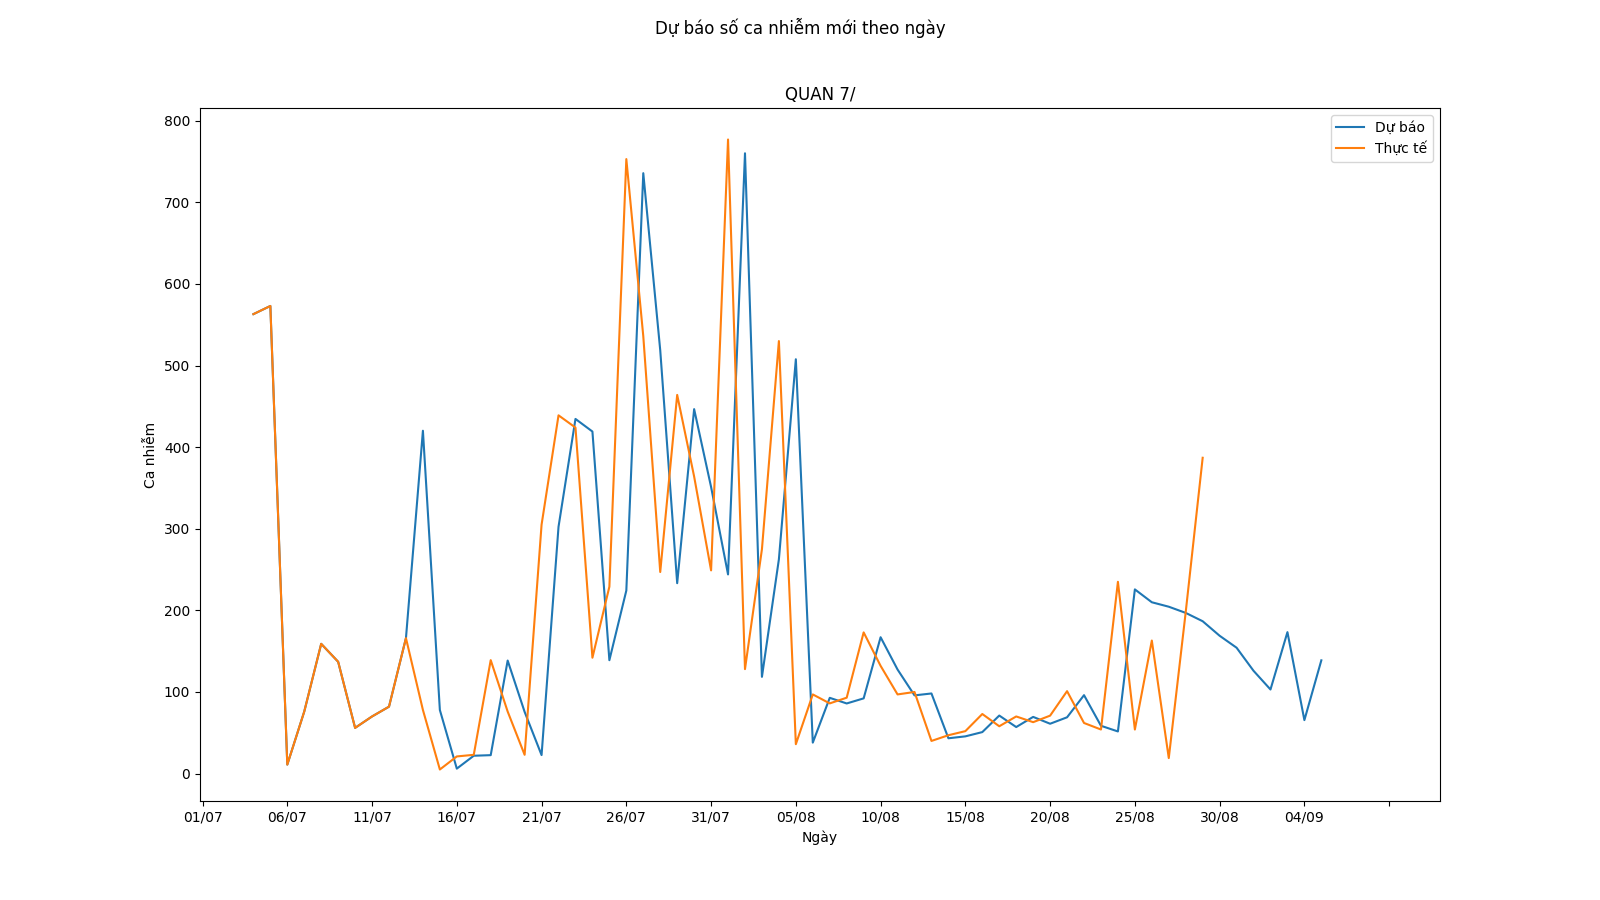 Dự báo số ca nhiễm mới theo ngày
QUAN 7/
Dự báo
Thực tế
800
700
600
500
400
300
200
100
0
Ca nhiễm
01/07 06/07 11/07 16/07 21/07 26/07 31/07 05/08 10/08 15/08 20/08 25/08 30/08 04/09
Ngày